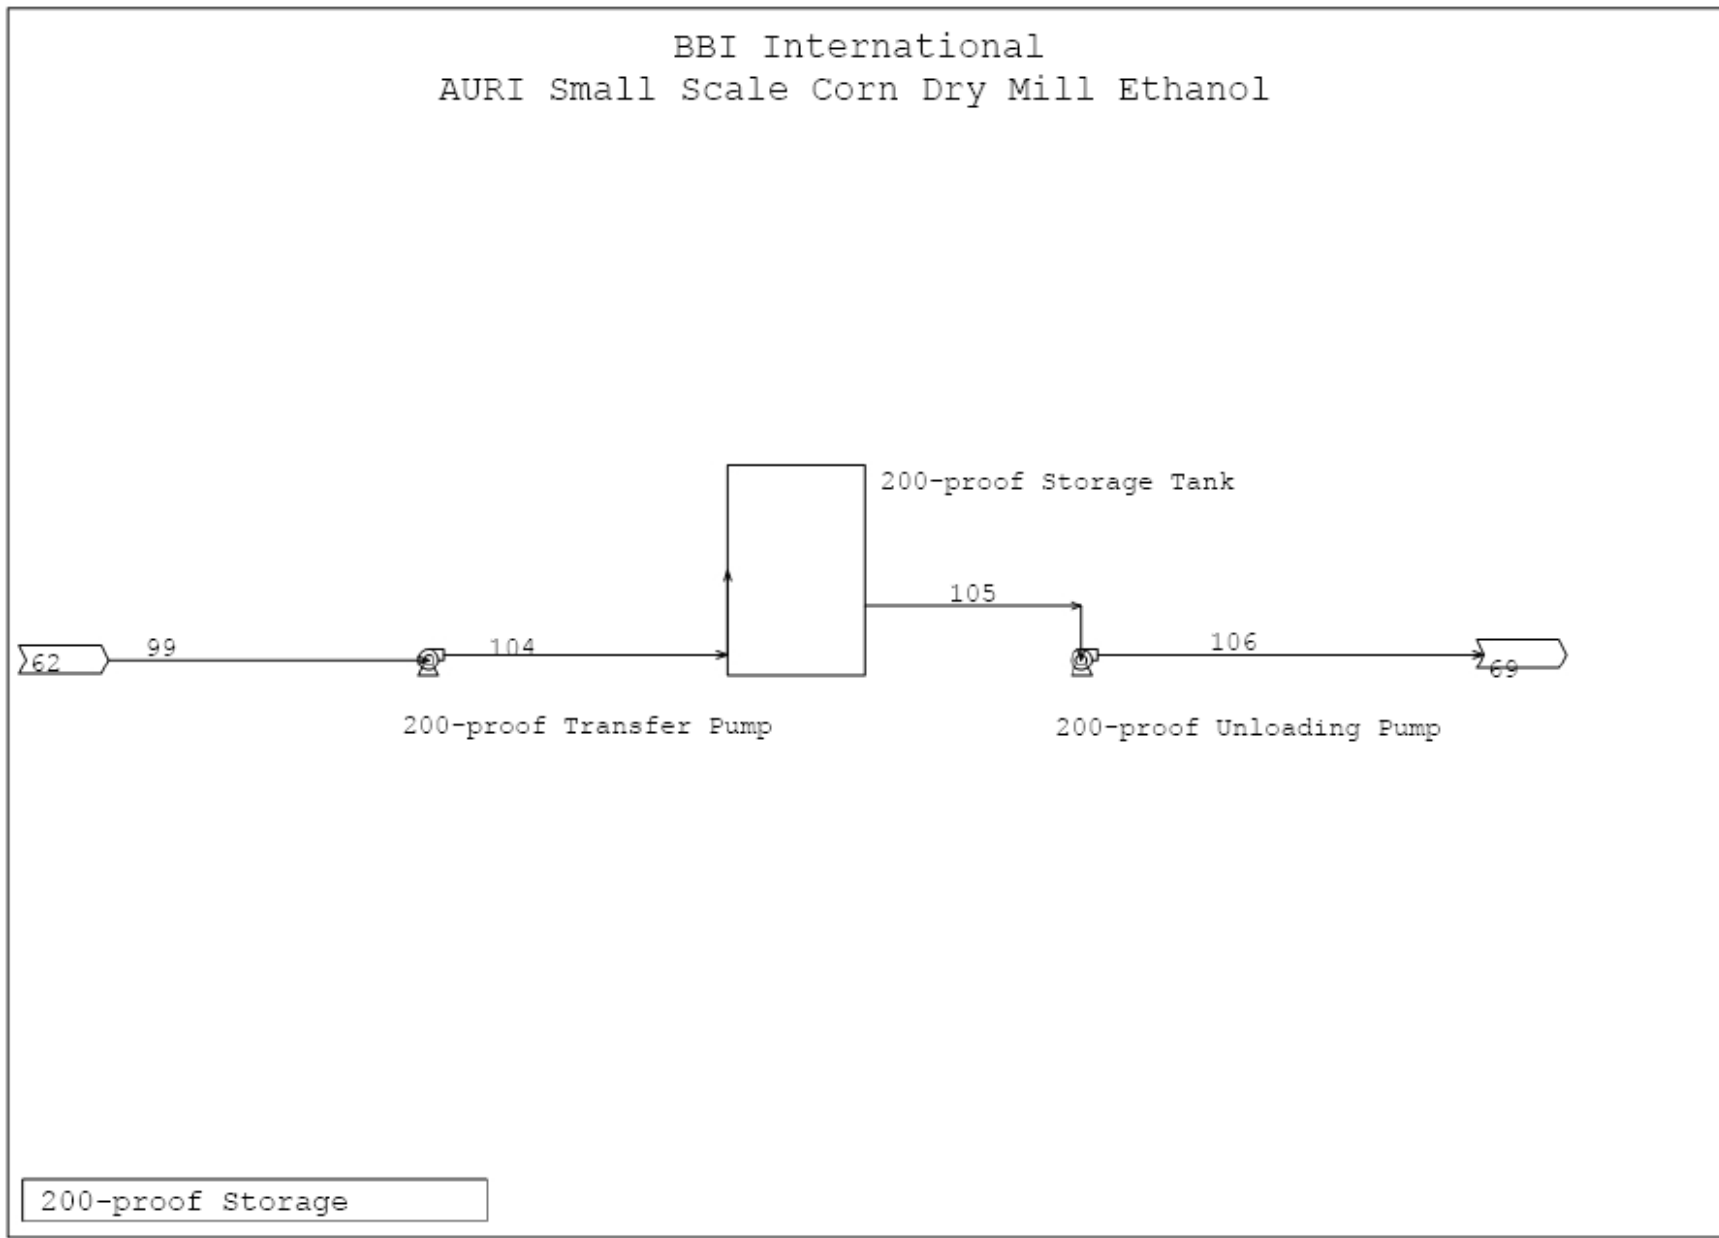 BBI International
AURI Small Scale Corn Dry Mill Ethanol
200-proof Storage Tank
105
99
104
106
62
69
200-proof Transfer Pump
200-proof Unloading Pump
200-proof Storage